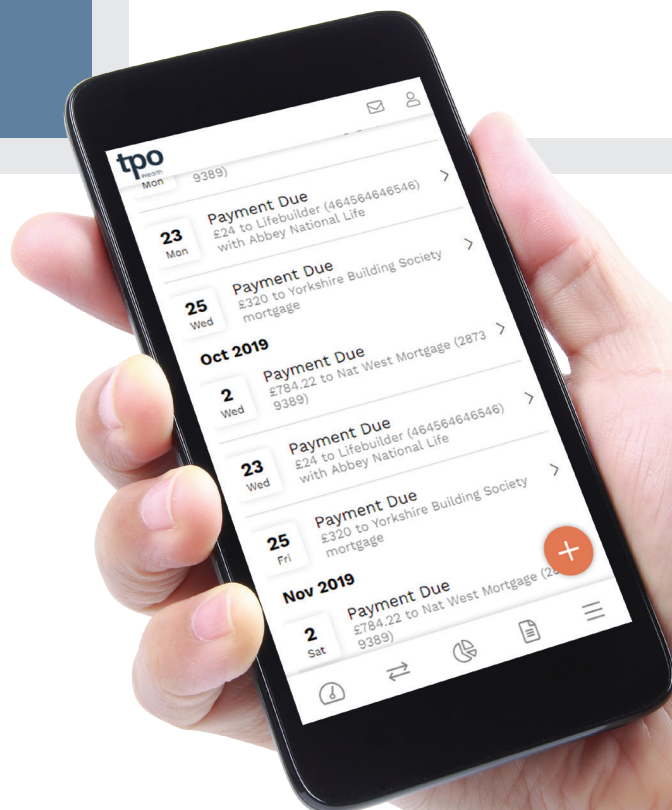 tpo
Wealth
Mon
9389)
23
Mon
Payment Due
£24 to Lifebuilder (464564646546)
with Abbey National Life
25
Wed
Payment Due
£320 to Yorkshire Building Society
mortgage
Oct 2019
2
Wed
Payment Due
£784.22 to Nat West Mortgage (2873
9389)
23
Wed
Payment Due
£24 to Lifebuilder (464564646546)
with Abbey National Life
25
Fri
Payment Due
£320 to Yorkshire Building Society
mortgage
Nov 2019
2
Sat
Payment Due
£784.22 to Nat West Mortgage
9389)